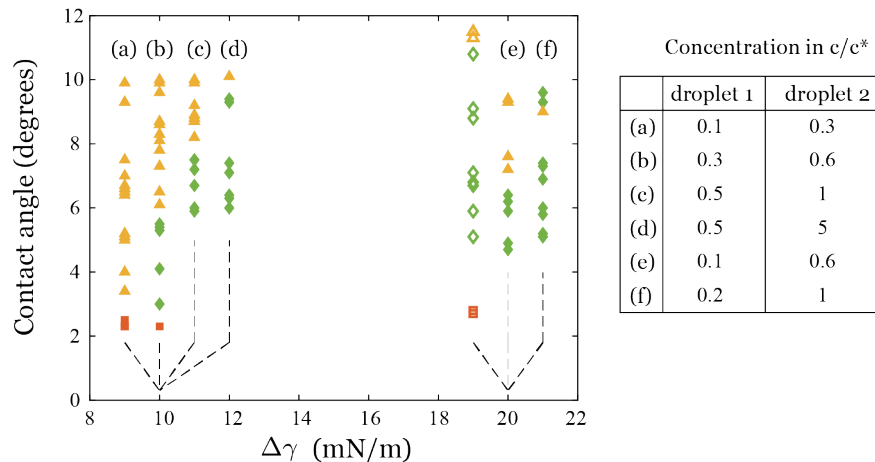 12
10
8
6
4
2
0
Contact angle (degrees)
(a) (b) (c) (d) (e) (f)
8 10 12 14 16 18 20 22
Δγ (mN/m)
Concentration in c/c*
droplet 1 droplet 2
(a) 0.1 0.3
(b) 0.3 0.6
(c) 0.5 1
(d) 0.5 5
(e) 0.1 0.6
(f) 0.2 1